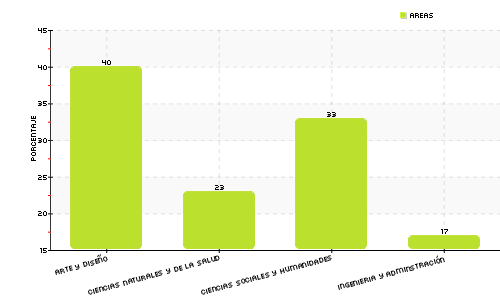 AREAS
PORCENTAJE
45
40
35
30
25
20
15
40
23
33
17
ARTE Y DISEÑO
CIENCIAS NATURALES Y DE LA SALUD
CIENCIAS SOCIALES Y HUMANIDADES
INGENIERIA Y ADMINSTRACIÓN